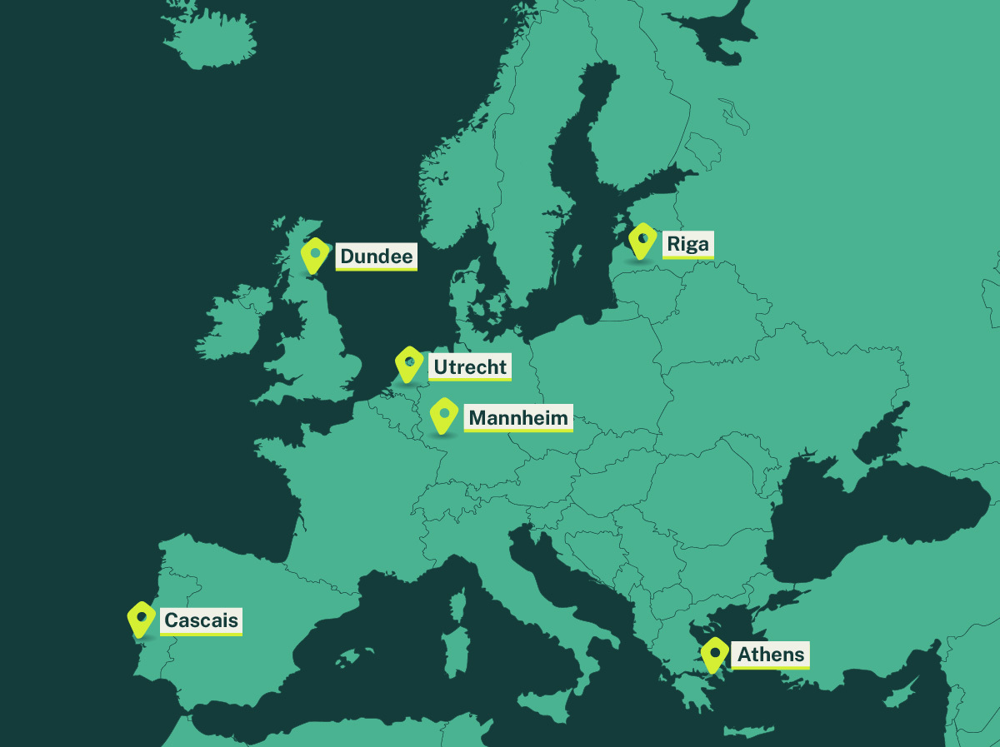 Riga
Dundee
Utrecht
Mannheim
Cascais
Athens